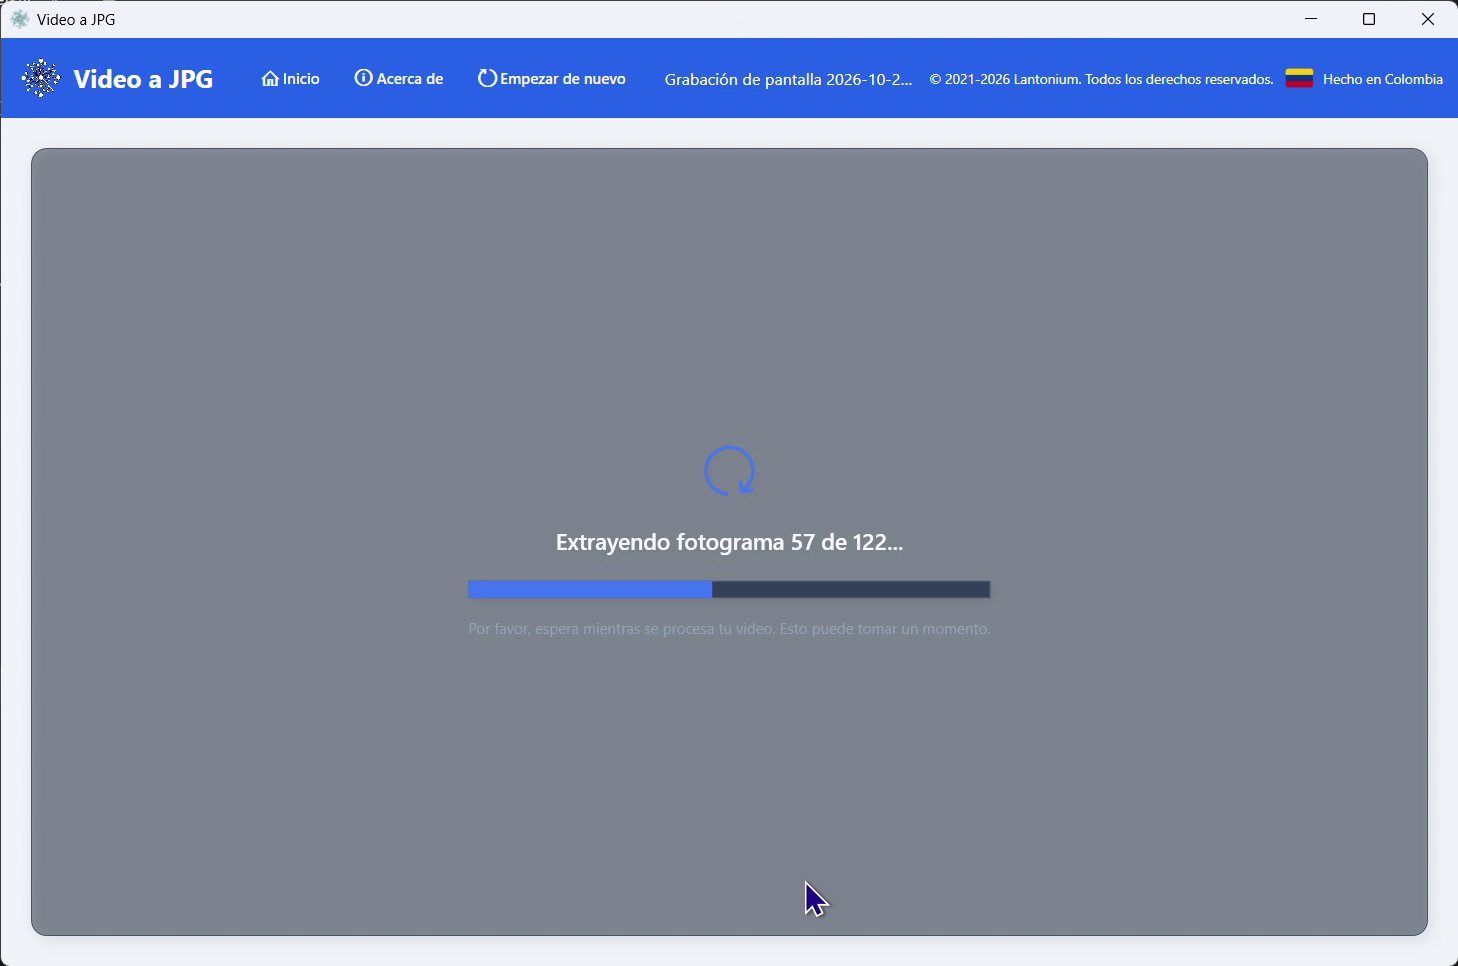 Video a JPG
Video a JPG Inicio Acerca de Empezar de nuevo Grabación de pantalla 2026-10-2... © 2021-2026 Lantonium. Todos los derechos reservados. Hecho en Colombia
Extrayendo fotograma 57 de 122...
Por favor, espera mientras se procesa tu video. Esto puede tomar un momento.